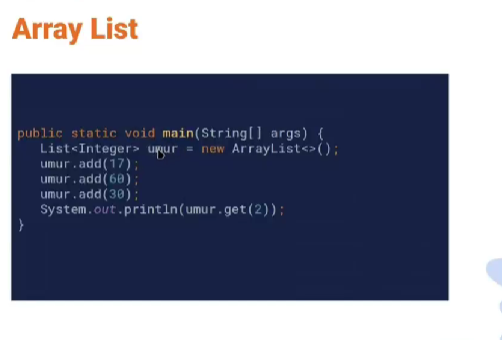 Array List
public static void main(String[] args) {
List<Integer> umur = new ArrayList<>();
umur.add(17);
umur.add(60);
umur.add(30);
System.out.println(umur.get(2));
}